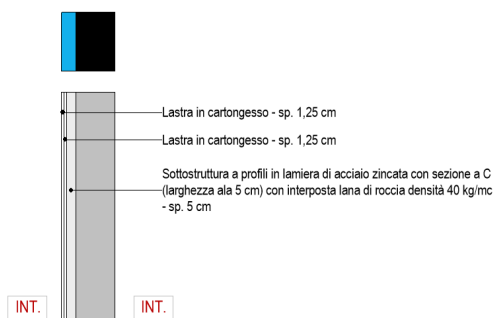 Lastra in cartongesso - sp. 1,25 cm
Lastra in cartongesso - sp. 1,25 cm
Sottostruttura a profili in lamiera di acciaio zincata con sezione a C
(larghezza ala 5 cm) con interposta lana di roccia densità 40 kg/mc
- sp. 5 cm
INT.
INT.